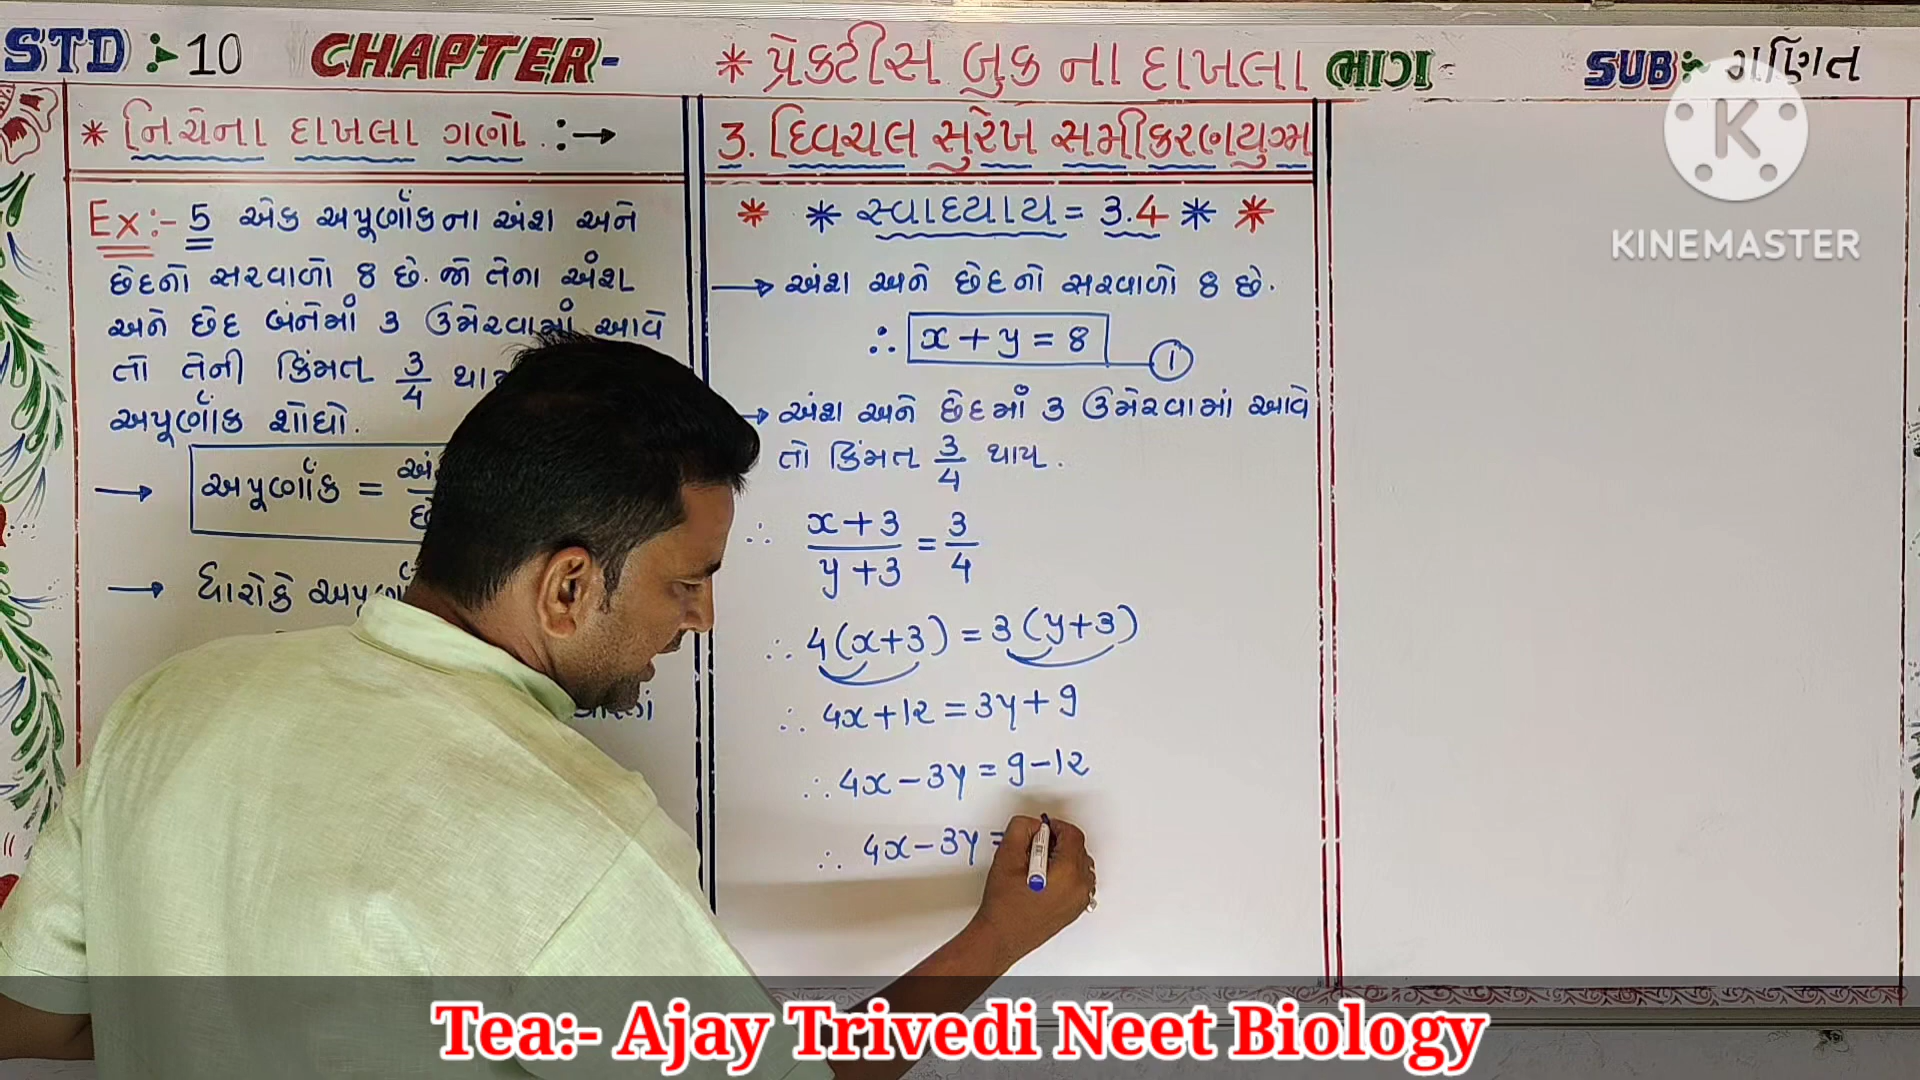 STD :- 10 CHAPTER- * પ્રેક્ટીસ બુક ના દાખલા ભાગ- SUB:- ગણિત
K
KINEMASTER
* નિચેના દાખલા ગણો. :→
Ex:- 5 એક અપૂર્ણાંકના અંશ અને
છેદનો સરવાળો 8 છે. જો તેના અંશ
અને છેદ બંનેમાં 3 ઉમેરવામાં આવે
તો તેની કિંમત 3/4
અપૂર્ણાંક શોધો.
→ અપૂર્ણાંક =
→ ધારોકે
3. દ્વિચલ સુરેખ સમીકરણયુગ્મ
* * સ્વાધ્યાય = 3.4 * *
→ અંશ અને છેદનો સરવાળો 8 છે.
∴ x + y = 8 ①
→ અંશ અને છેદમાં 3 ઉમેરવામાં આવે
તો કિંમત 3/4 થાય.
∴ x+3/y+3 = 3/4
∴ 4(x+3) = 3(y+3)
∴ 4x+12 = 3y+9
∴ 4x-3y = 9-12
∴ 4x-3y =
Tea:- Ajay Trivedi Neet Biology